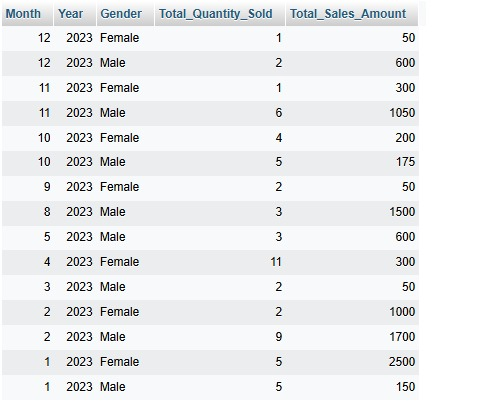 Month Year Gender Total_Quantity_Sold Total_Sales_Amount
12 2023 Female 1 50
12 2023 Male 2 600
11 2023 Female 1 300
11 2023 Male 6 1050
10 2023 Female 4 200
10 2023 Male 5 175
9 2023 Female 2 50
8 2023 Male 3 1500
5 2023 Male 3 600
4 2023 Female 11 300
3 2023 Male 2 50
2 2023 Female 2 1000
2 2023 Male 9 1700
1 2023 Female 5 2500
1 2023 Male 5 150